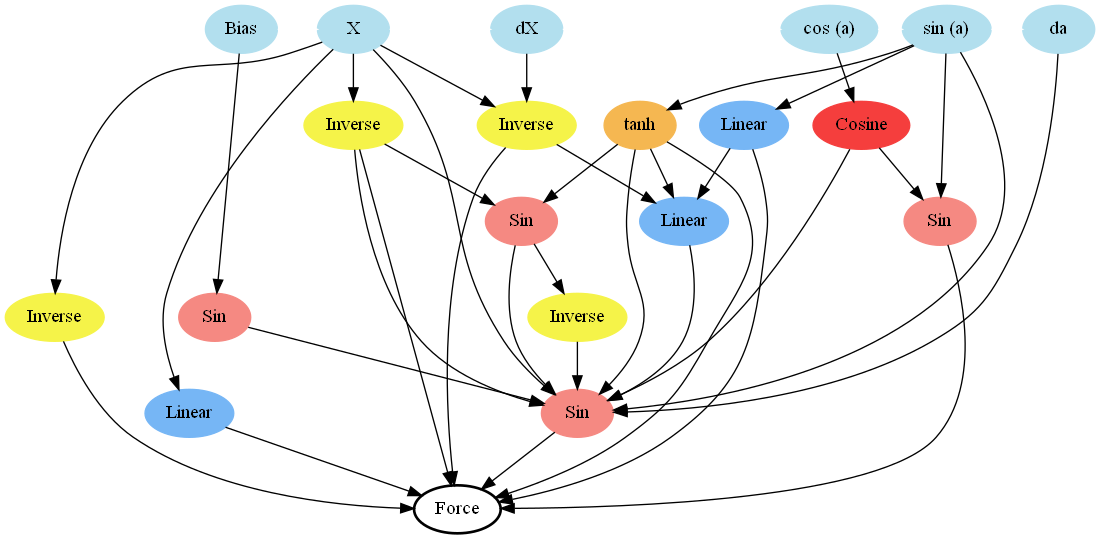 Bias
X
dX
cos (a)
sin (a)
da
Inverse
Inverse
tanh
Linear
Cosine
Sin
Linear
Sin
Inverse
Sin
Inverse
Linear
Sin
Force